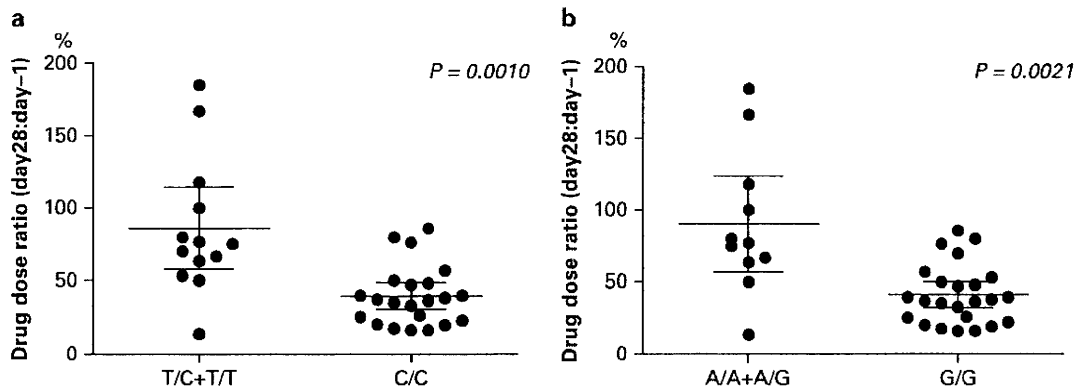 a
%
200
150
100
50
0
Drug dose ratio (day28:day–1)
P = 0.0010
T/C+T/T
C/C
b
%
200
150
100
50
0
Drug dose ratio (day28:day–1)
P = 0.0021
A/A+A/G
G/G